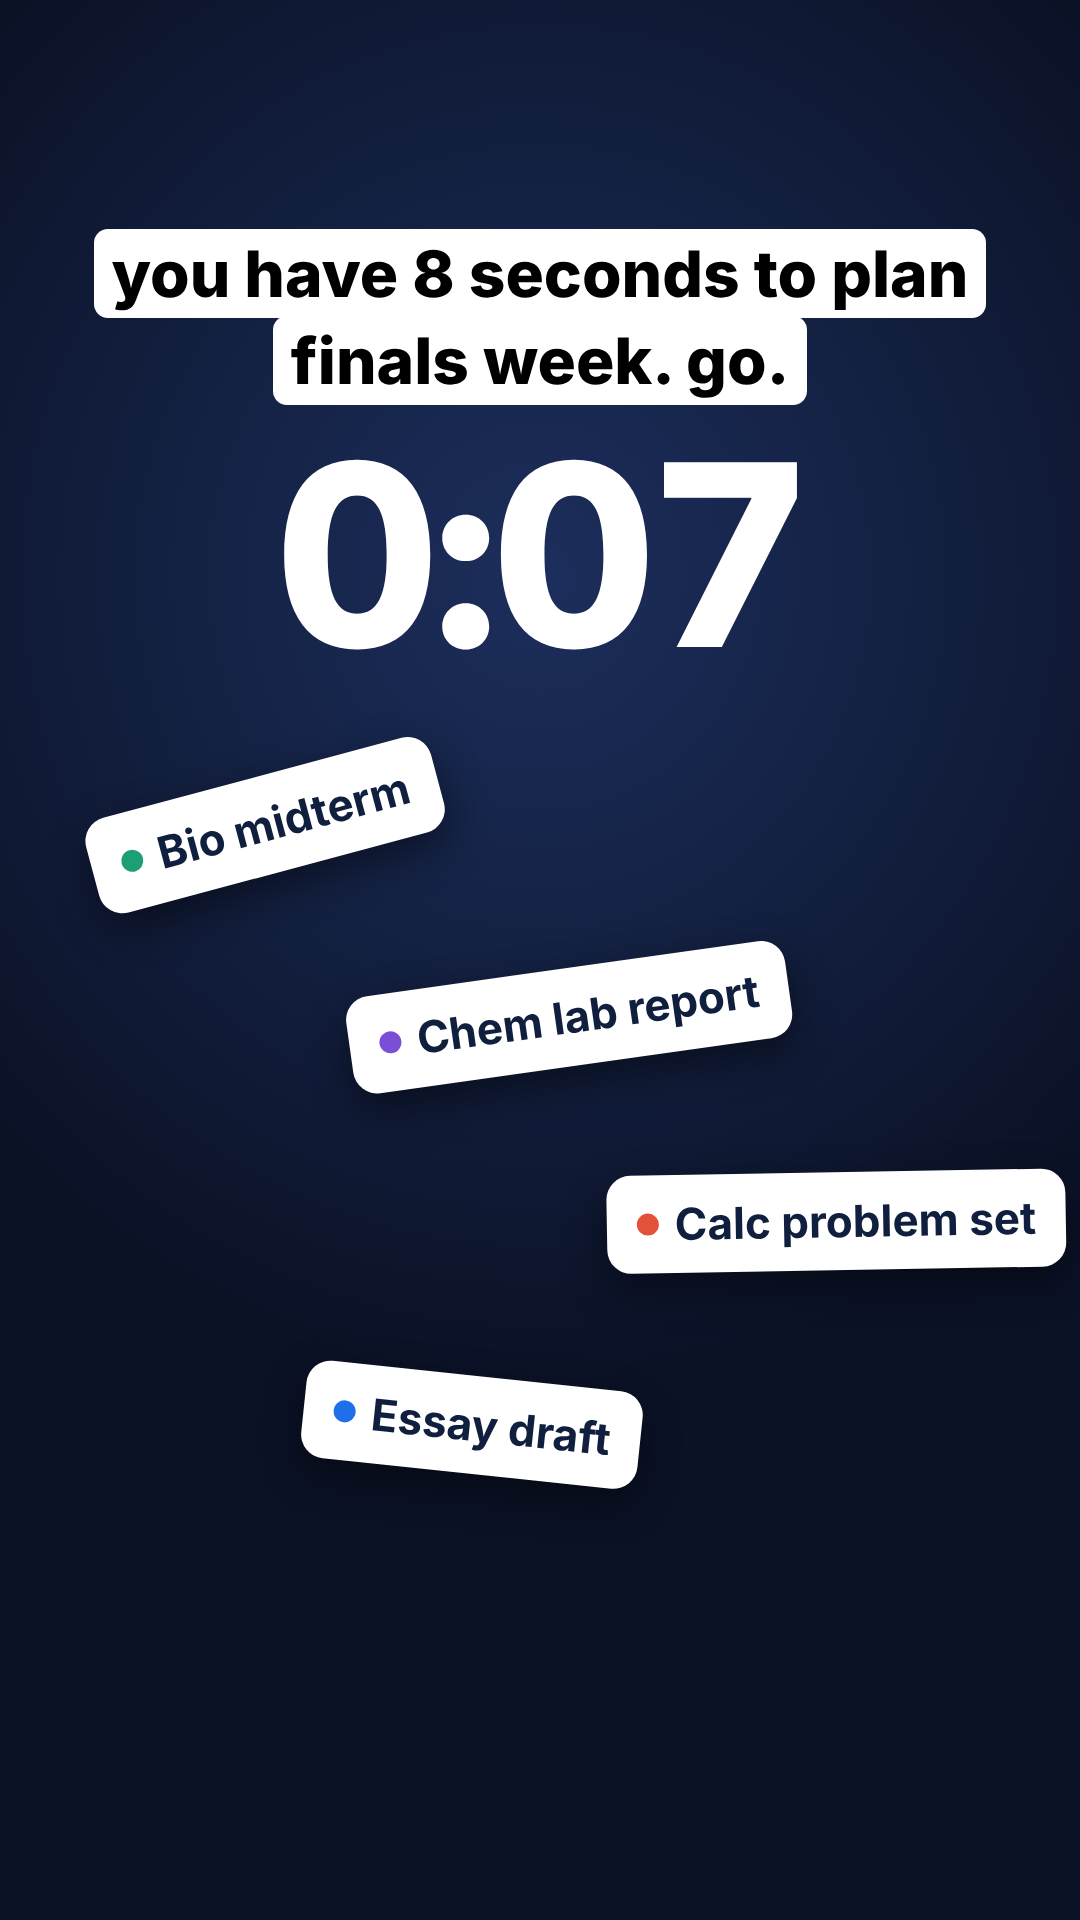 you have 8 seconds to plan
finals week. go.
0:07
Bio midterm
Chem lab report
Calc problem set
Essay draft